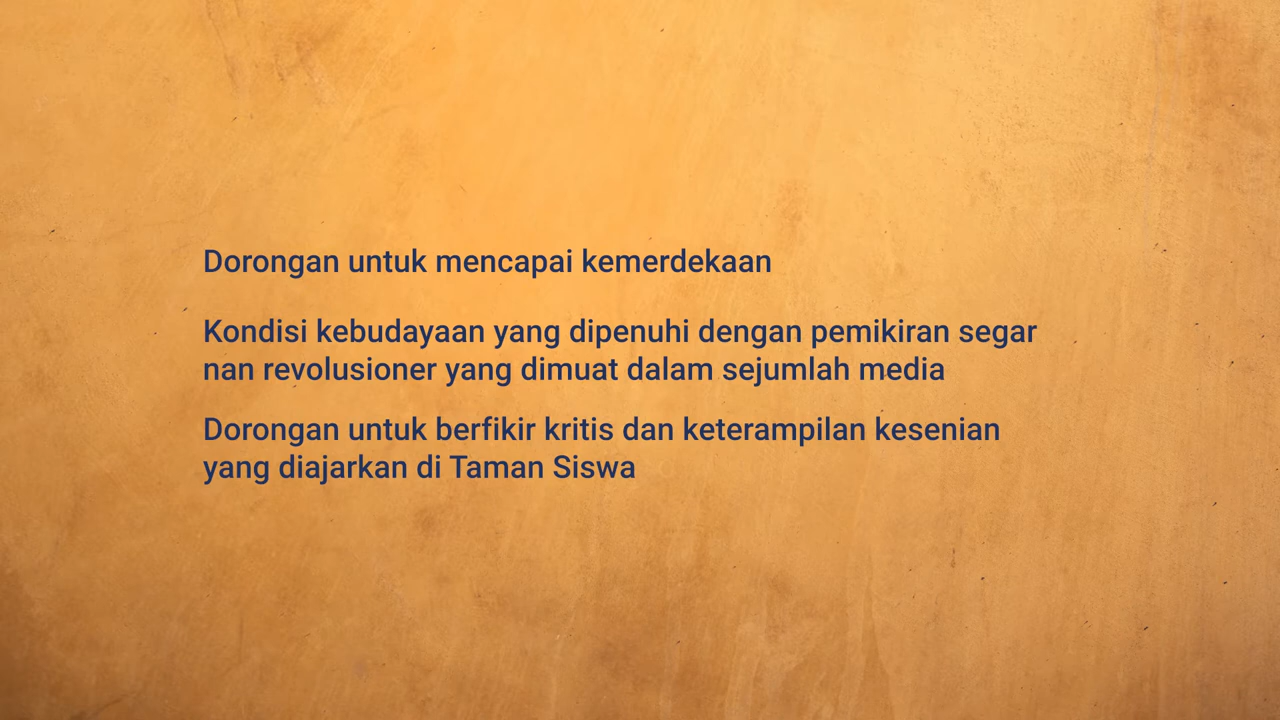 Dorongan untuk mencapai kemerdekaan
Kondisi kebudayaan yang dipenuhi dengan pemikiran segar
nan revolusioner yang dimuat dalam sejumlah media
Dorongan untuk berfikir kritis dan keterampilan kesenian
yang diajarkan di Taman Siswa